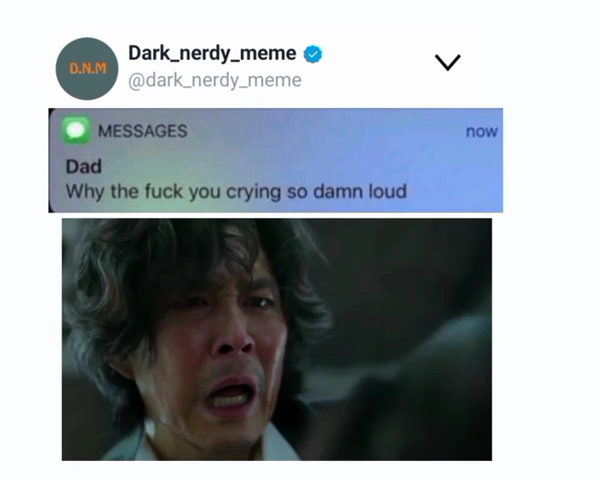 D.N.M
Dark_nerdy_meme
@dark_nerdy_meme
MESSAGES now
Dad
Why the fuck you crying so damn loud